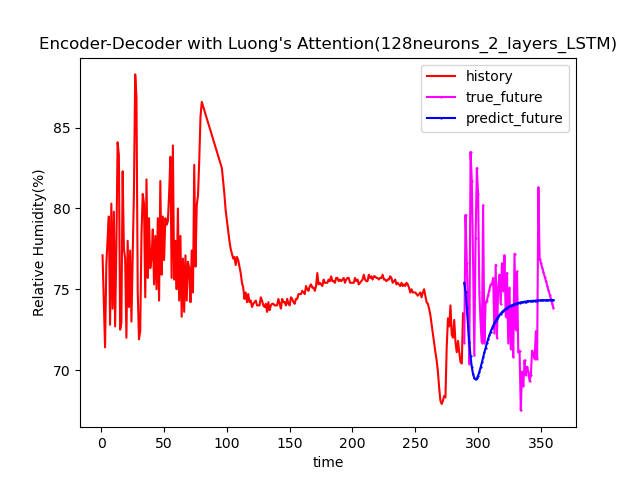 Encoder-Decoder with Luong's Attention(128neurons_2_layers_LSTM)
history
true_future
predict_future
Relative Humidity(%)
85
80
75
70
0 50 100 150 200 250 300 350
time